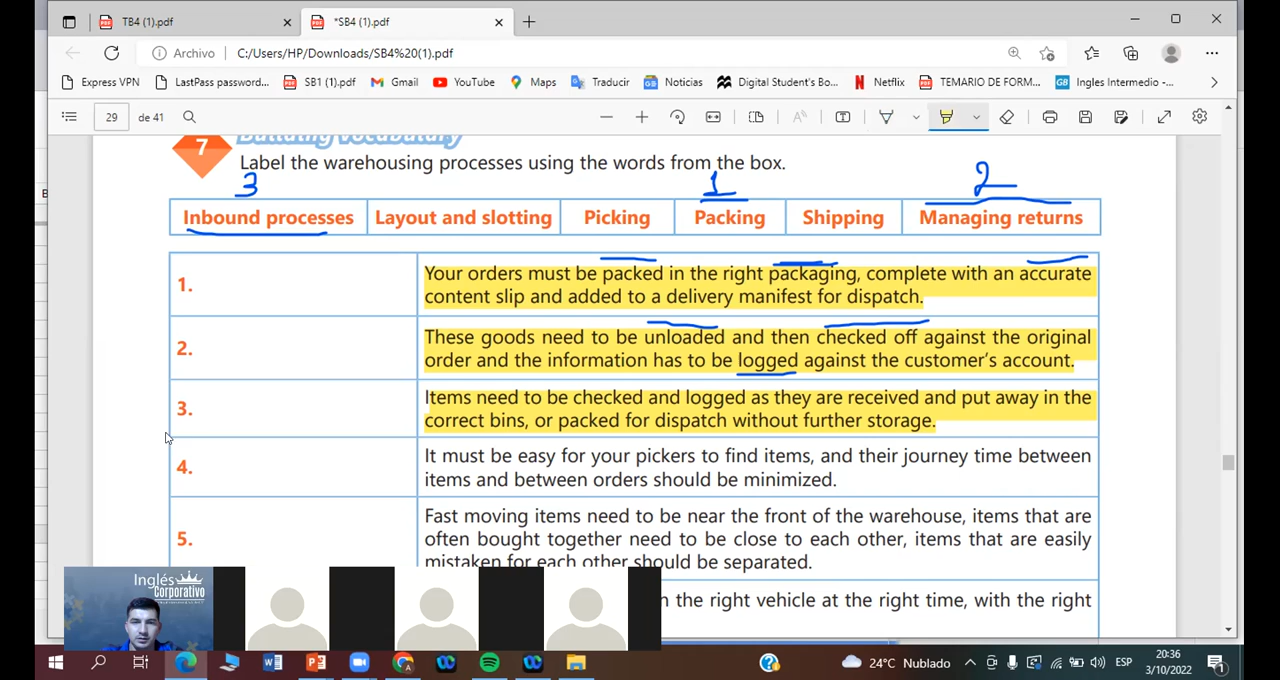 TB4 (1).pdf
*SB4 (1).pdf
Archivo C:/Users/HP/Downloads/SB4%20(1).pdf
Express VPN LastPass password... SB1 (1).pdf Gmail YouTube Maps Traducir Noticias Digital Student's Bo... Netflix TEMARIO DE FORM... Ingles Intermedio -...
29 de 41
7 Building Vocabulary
Label the warehousing processes using the words from the box.
3 1 2
Inbound processes Layout and slotting Picking Packing Shipping Managing returns
1. Your orders must be packed in the right packaging, complete with an accurate
content slip and added to a delivery manifest for dispatch.
2. These goods need to be unloaded and then checked off against the original
order and the information has to be logged against the customer's account.
3. Items need to be checked and logged as they are received and put away in the
correct bins, or packed for dispatch without further storage.
4. It must be easy for your pickers to find items, and their journey time between
items and between orders should be minimized.
5. Fast moving items need to be near the front of the warehouse, items that are
often bought together need to be close to each other, items that are easily
mistaken for each other should be separated.
the right vehicle at the right time, with the right
Inglés
Corporativo
24°C Nublado
ESP
20:36
3/10/2022